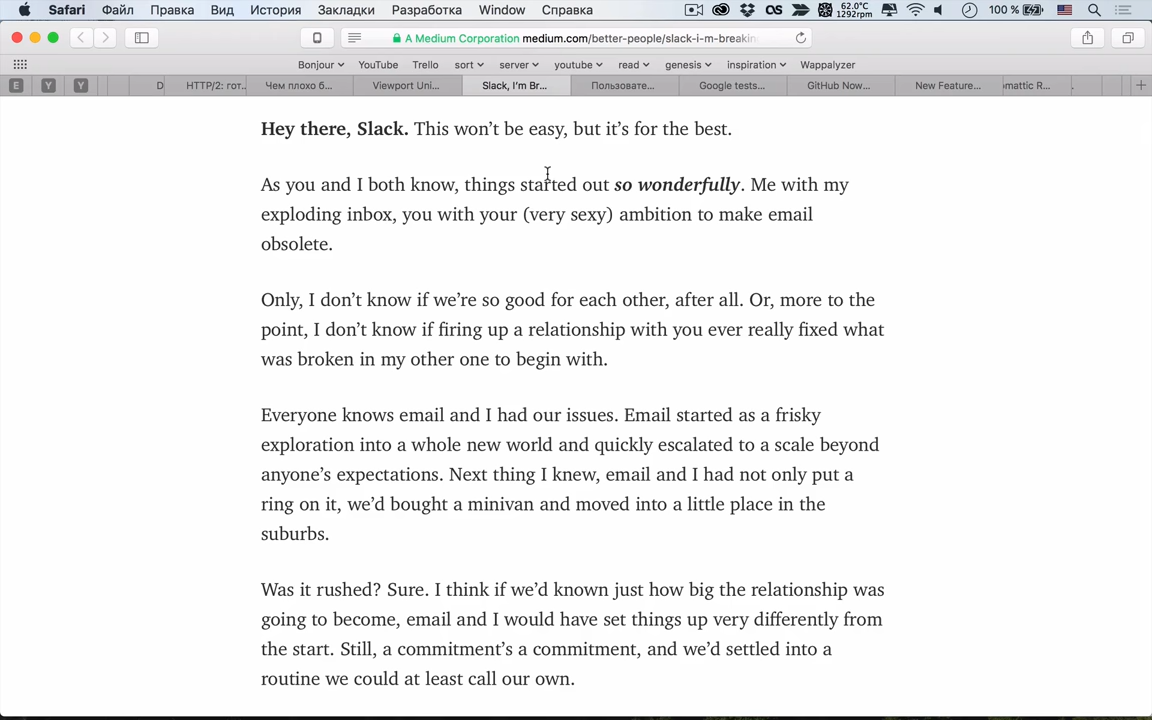 Safari Файл Правка Вид История Закладки Разработка Window Справка 62.0°C 1292rpm 100 %
A Medium Corporation medium.com/better-people/slack-i-m-breakin
Bonjour YouTube Trello sort server youtube read genesis inspiration Wappalyzer
E Y Y D HTTP/2: гот.. Чем плохо б... Viewport Uni... Slack, I'm Br... Пользовате... Google tests... GitHub Now... New Feature... omattic R...
Hey there, Slack. This won’t be easy, but it’s for the best.
As you and I both know, things started out so wonderfully. Me with my
exploding inbox, you with your (very sexy) ambition to make email
obsolete.
Only, I don’t know if we’re so good for each other, after all. Or, more to the
point, I don’t know if firing up a relationship with you ever really fixed what
was broken in my other one to begin with.
Everyone knows email and I had our issues. Email started as a frisky
exploration into a whole new world and quickly escalated to a scale beyond
anyone’s expectations. Next thing I knew, email and I had not only put a
ring on it, we’d bought a minivan and moved into a little place in the
suburbs.
Was it rushed? Sure. I think if we’d known just how big the relationship was
going to become, email and I would have set things up very differently from
the start. Still, a commitment’s a commitment, and we’d settled into a
routine we could at least call our own.